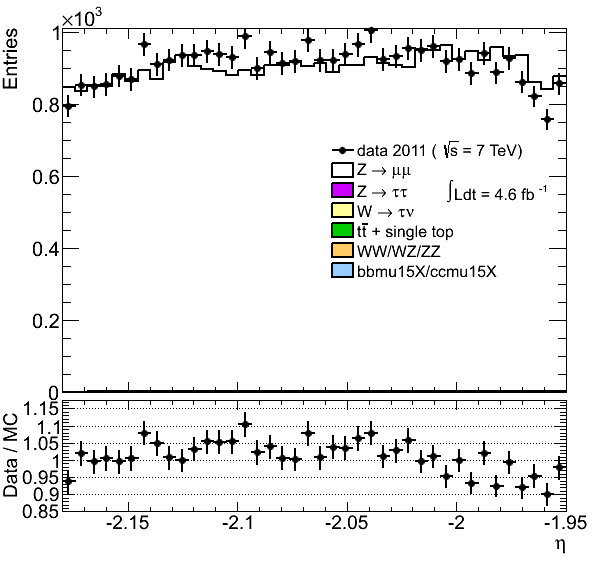 ×10³
Entries
1
0.8
0.6
0.4
0.2
0
data 2011 ( √s = 7 TeV)
Z → μμ
Z → ττ
∫Ldt = 4.6 fb⁻¹
W → τν
tt̄ + single top
WW/WZ/ZZ
bbmu15X/ccmu15X
Data / MC
1.15
1.1
1.05
1
0.95
0.9
0.85
-2.15 -2.1 -2.05 -2 -1.95
η